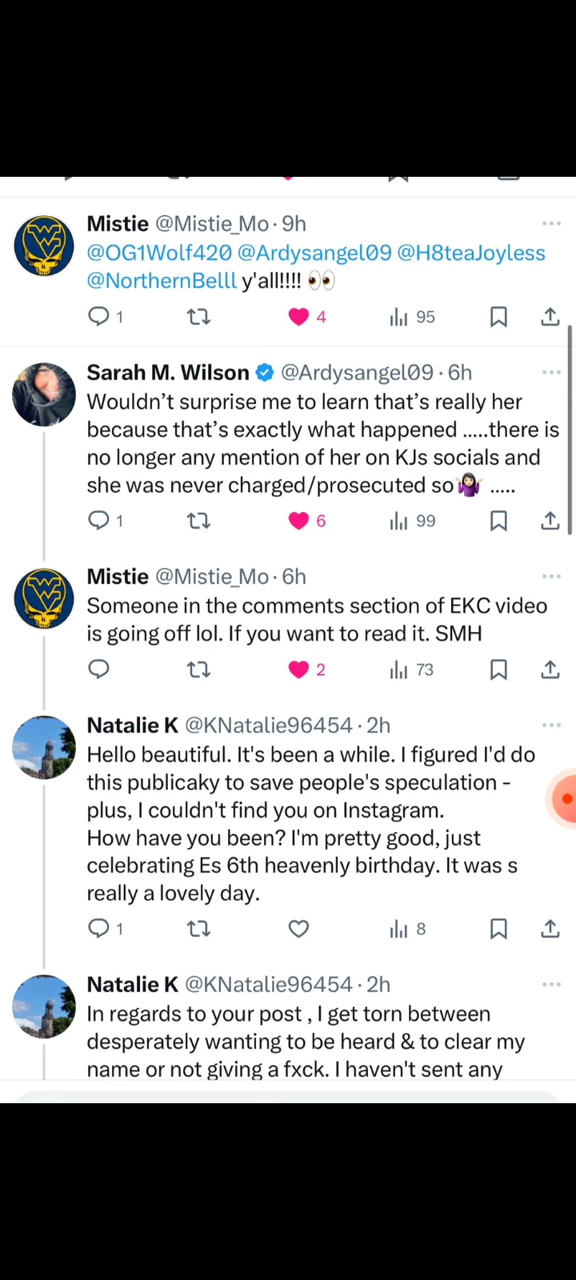 Mistie @Mistie_Mo · 9h
@OG1Wolf420 @Ardysangel09 @H8teaJoyless
@NorthernBelll y'all!!!! 👀
1 4 95
Sarah M. Wilson @Ardysangel09 · 6h
Wouldn't surprise me to learn that's really her
because that's exactly what happened .....there is
no longer any mention of her on KJs socials and
she was never charged/prosecuted so🤷🏻‍♀️ .....
1 6 99
Mistie @Mistie_Mo · 6h
Someone in the comments section of EKC video
is going off lol. If you want to read it. SMH
2 73
Natalie K @KNatalie96454 · 2h
Hello beautiful. It's been a while. I figured I'd do
this publicaky to save people's speculation -
plus, I couldn't find you on Instagram.
How have you been? I'm pretty good, just
celebrating Es 6th heavenly birthday. It was s
really a lovely day.
1 8
Natalie K @KNatalie96454 · 2h
In regards to your post , I get torn between
desperately wanting to be heard & to clear my
name or not giving a fxck. I haven't sent any